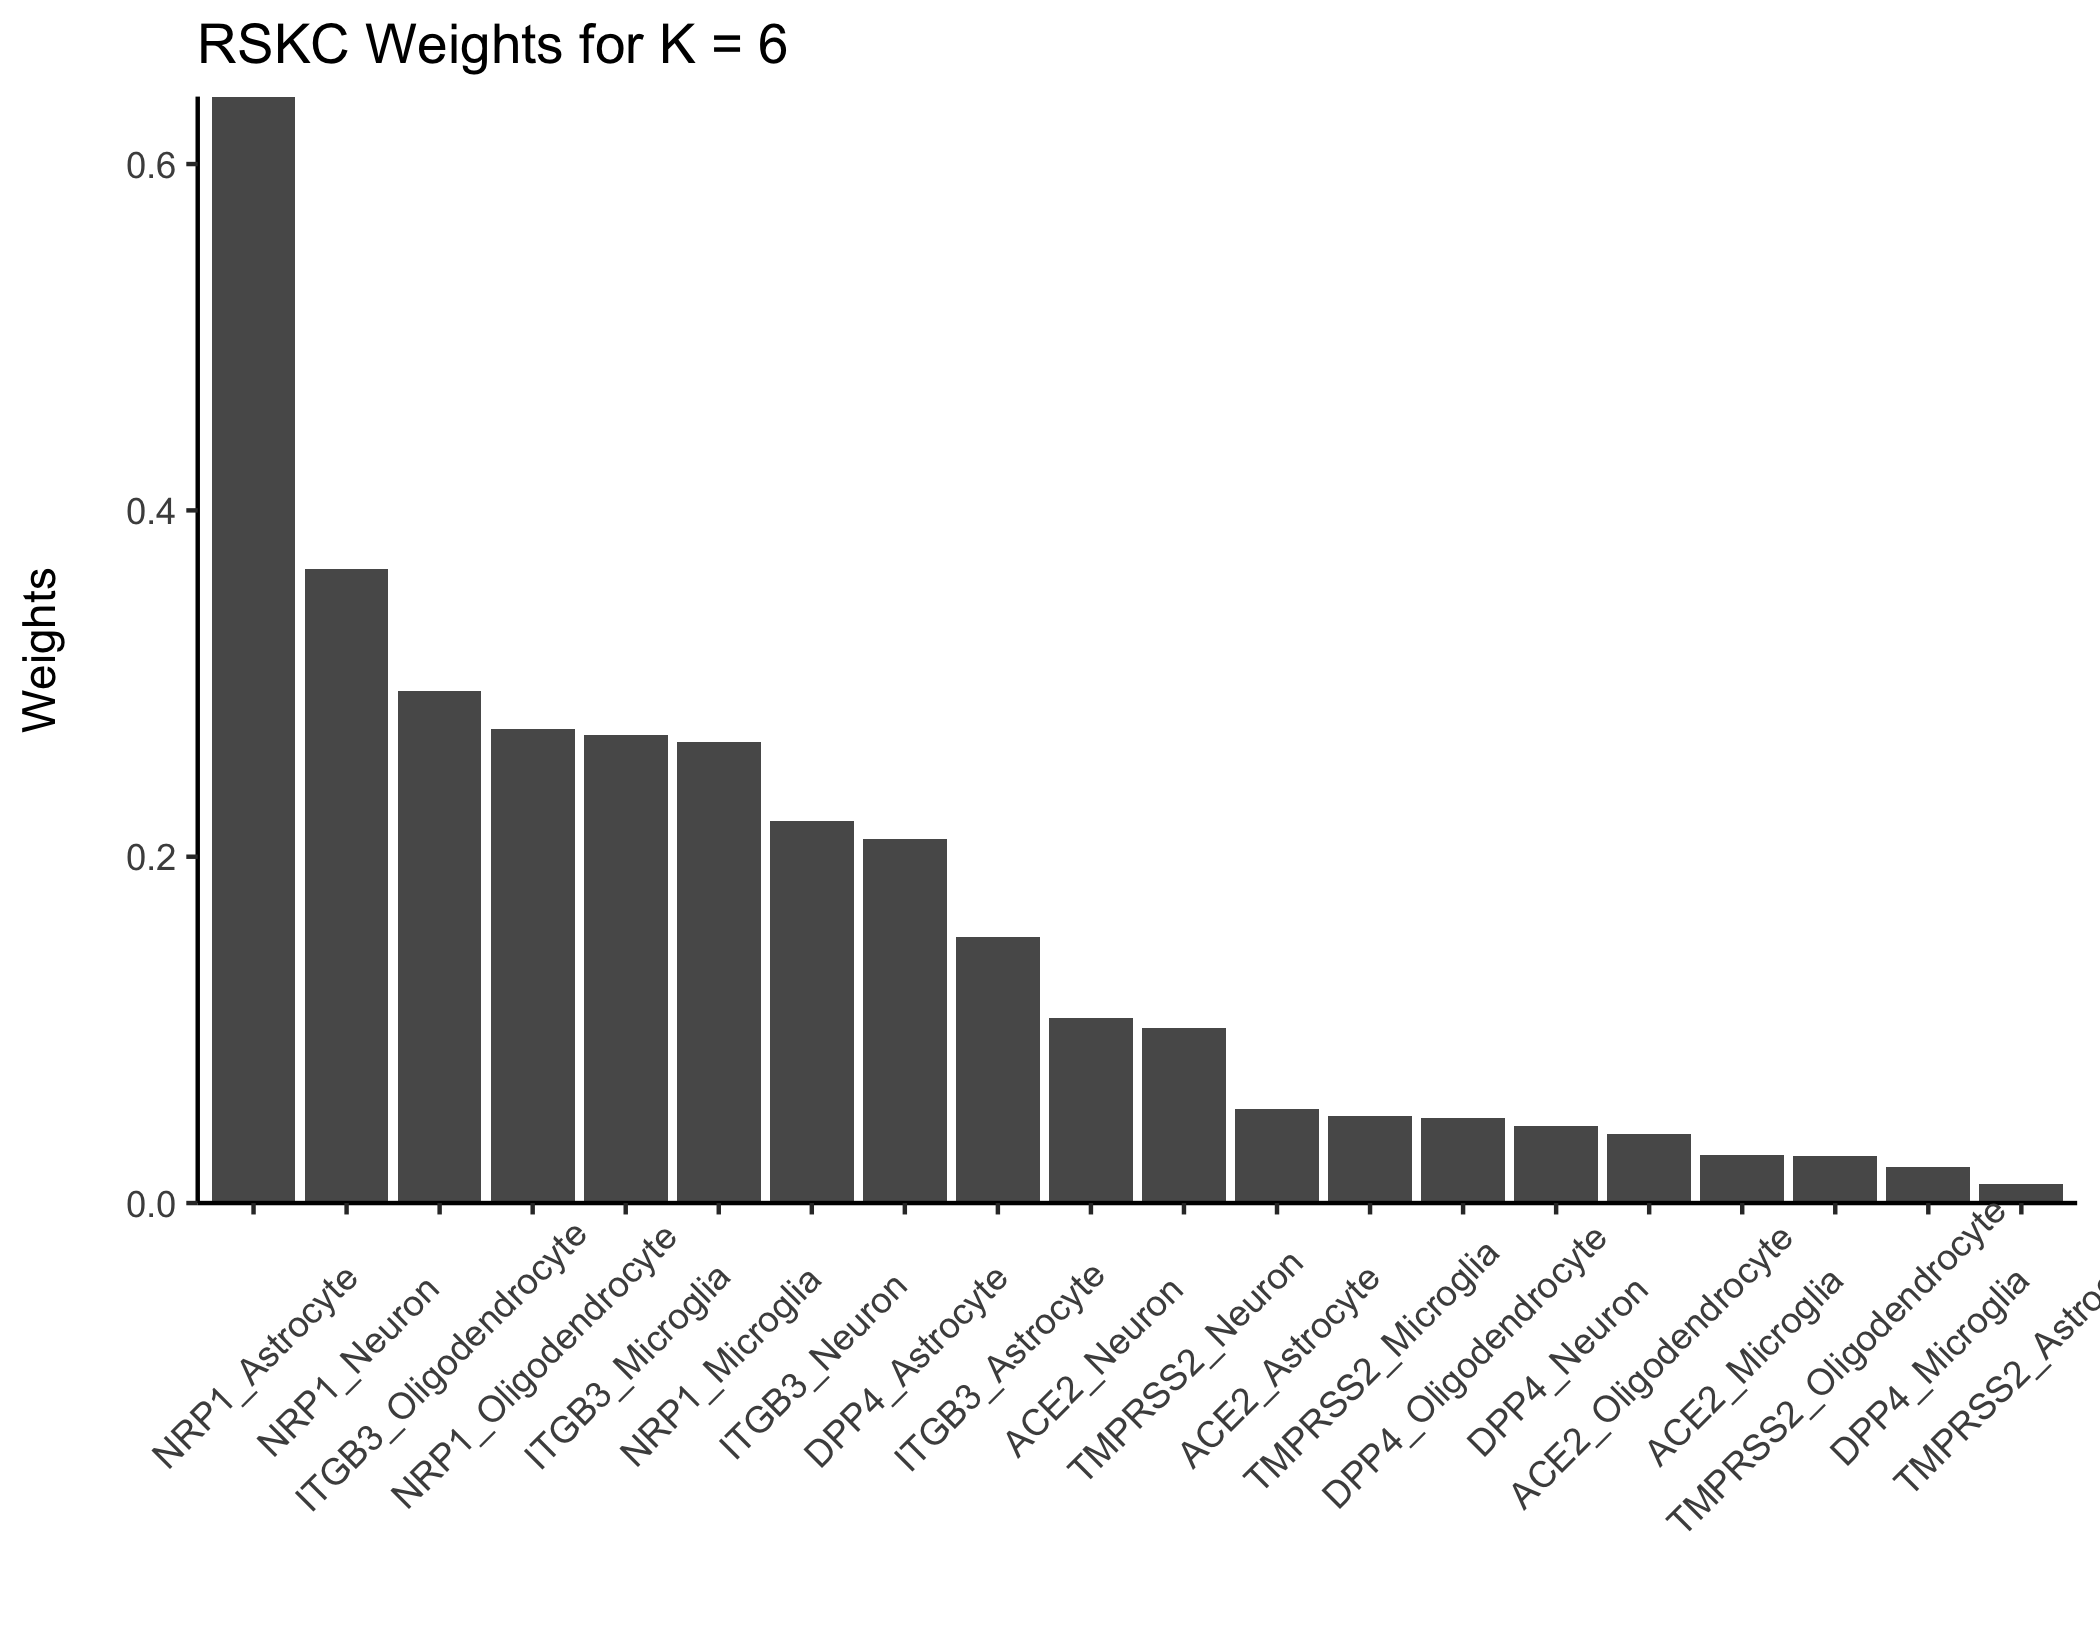 RSKC Weights for K = 6
Weights
0.6
0.4
0.2
0.0
NRP1_Astrocyte
NRP1_Neuron
ITGB3_Oligodendrocyte
NRP1_Oligodendrocyte
ITGB3_Microglia
NRP1_Microglia
ITGB3_Neuron
DPP4_Astrocyte
ITGB3_Astrocyte
ACE2_Neuron
TMPRSS2_Neuron
ACE2_Astrocyte
TMPRSS2_Microglia
DPP4_Oligodendrocyte
DPP4_Neuron
ACE2_Oligodendrocyte
ACE2_Microglia
TMPRSS2_Oligodendrocyte
DPP4_Microglia
TMPRSS2_Astro